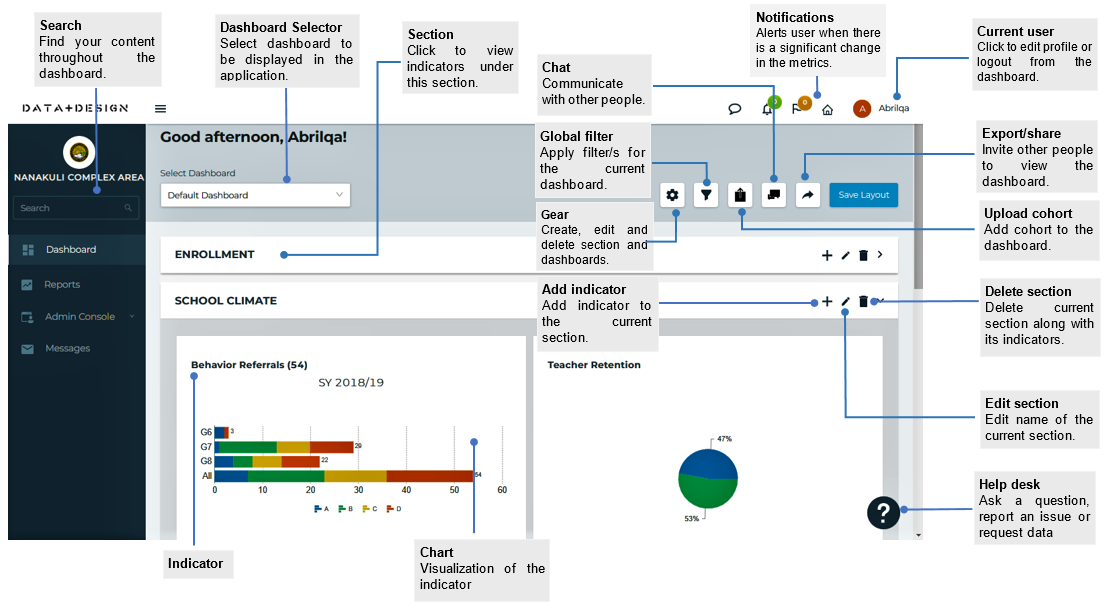 Search
Find your content
throughout the
dashboard.
Dashboard Selector
Select dashboard to
be displayed in the
application.
Section
Click to view
indicators under
this section.
Chat
Communicate
with other people.
Notifications
Alerts user when there
is a significant change
in the metrics.
Current user
Click to edit profile or
logout from the
dashboard.
DATA+DESIGN
0
0
A
Abrilqa
Good afternoon, Abrilqa!
NANAKULI COMPLEX AREA
Search
Dashboard
Reports
Admin Console
Messages
Select Dashboard
Default Dashboard
Global filter
Apply filter/s for
the current
dashboard.
Gear
Create, edit and
delete section and
dashboards.
Save Layout
Export/share
Invite other people
to view the
dashboard.
Upload cohort
Add cohort to the
dashboard.
ENROLLMENT
SCHOOL CLIMATE
Add indicator
Add indicator to
the current
section.
Delete section
Delete current
section along with
its indicators.
Behavior Referrals (54)
SY 2018/19
G6
3
G7
29
G8
22
All
54
0 10 20 30 40 50 60
A B C D
Teacher Retention
47%
53%
Edit section
Edit name of the
current section.
Help desk
Ask a question,
report an issue or
request data
?
Indicator
Chart
Visualization of the
indicator